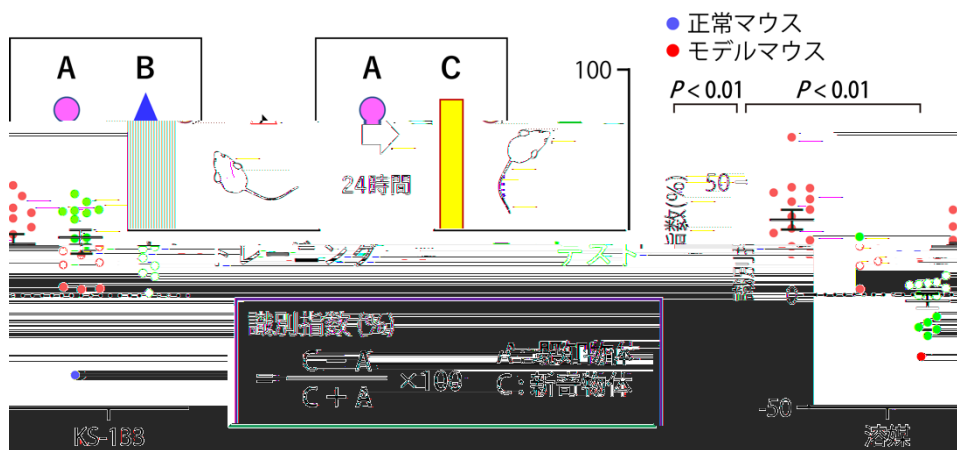 正常マウス
モデルマウス
A B
A C
100
P < 0.01
P < 0.01
24時間
50
指数(%)
トレーニング
テスト
0
識別指数(%)
C − A
= ×100
C + A
A:既知物体
C:新奇物体
-50
KS-133
溶媒